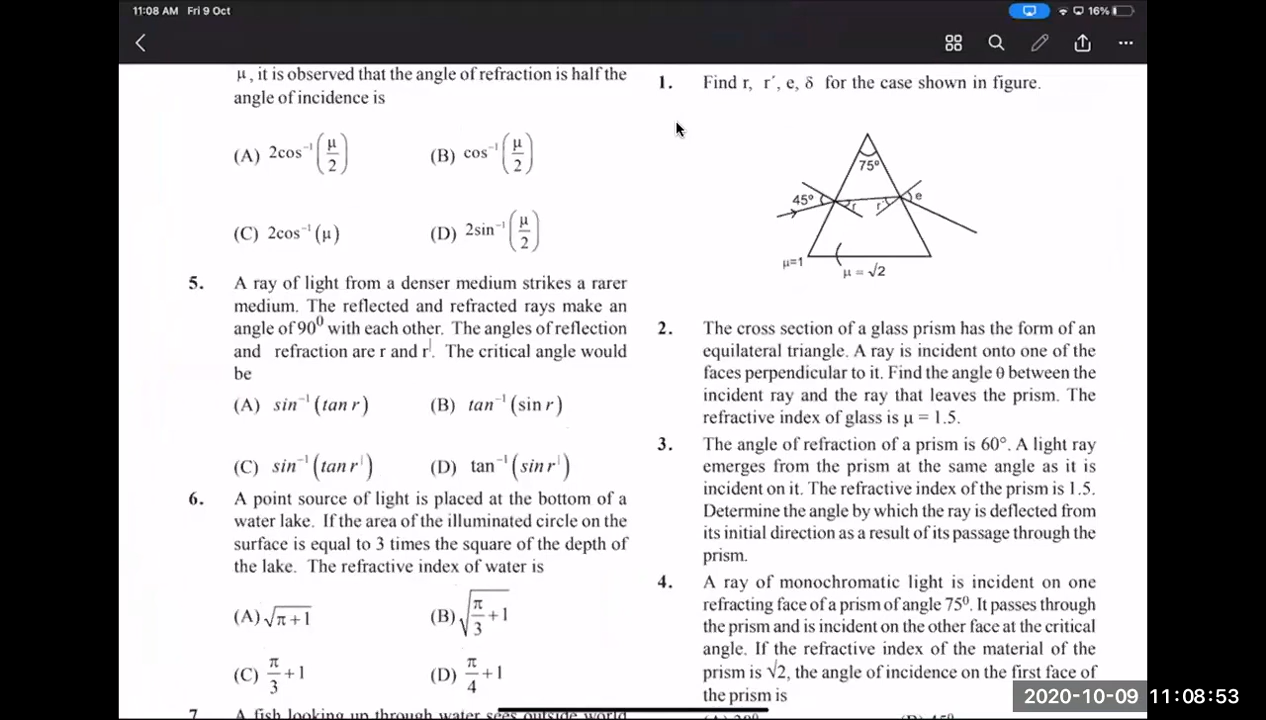 11:08 AM Fri 9 Oct
16%
μ, it is observed that the angle of refraction is half the
angle of incidence is
(A) 2cos⁻¹(μ/2) (B) cos⁻¹(μ/2)
(C) 2cos⁻¹(μ) (D) 2sin⁻¹(μ/2)
5. A ray of light from a denser medium strikes a rarer
medium. The reflected and refracted rays make an
angle of 90⁰ with each other. The angles of reflection
and refraction are r and r|. The critical angle would
be
(A) sin⁻¹(tan r) (B) tan⁻¹(sin r)
(C) sin⁻¹(tan r|) (D) tan⁻¹(sin r|)
6. A point source of light is placed at the bottom of a
water lake. If the area of the illuminated circle on the
surface is equal to 3 times the square of the depth of
the lake. The refractive index of water is
(A) √(π+1) (B) √(π/3+1)
(C) π/3+1 (D) π/4+1
7 A fish looking up through water sees outside world
1. Find r, r´, e, δ for the case shown in figure.
75°
45°
r
r'
e
μ=1
μ = √2
2. The cross section of a glass prism has the form of an
equilateral triangle. A ray is incident onto one of the
faces perpendicular to it. Find the angle θ between the
incident ray and the ray that leaves the prism. The
refractive index of glass is μ = 1.5.
3. The angle of refraction of a prism is 60°. A light ray
emerges from the prism at the same angle as it is
incident on it. The refractive index of the prism is 1.5.
Determine the angle by which the ray is deflected from
its initial direction as a result of its passage through the
prism.
4. A ray of monochromatic light is incident on one
refracting face of a prism of angle 75⁰. It passes through
the prism and is incident on the other face at the critical
angle. If the refractive index of the material of the
prism is √2, the angle of incidence on the first face of
the prism is
2020-10-09 11:08:53